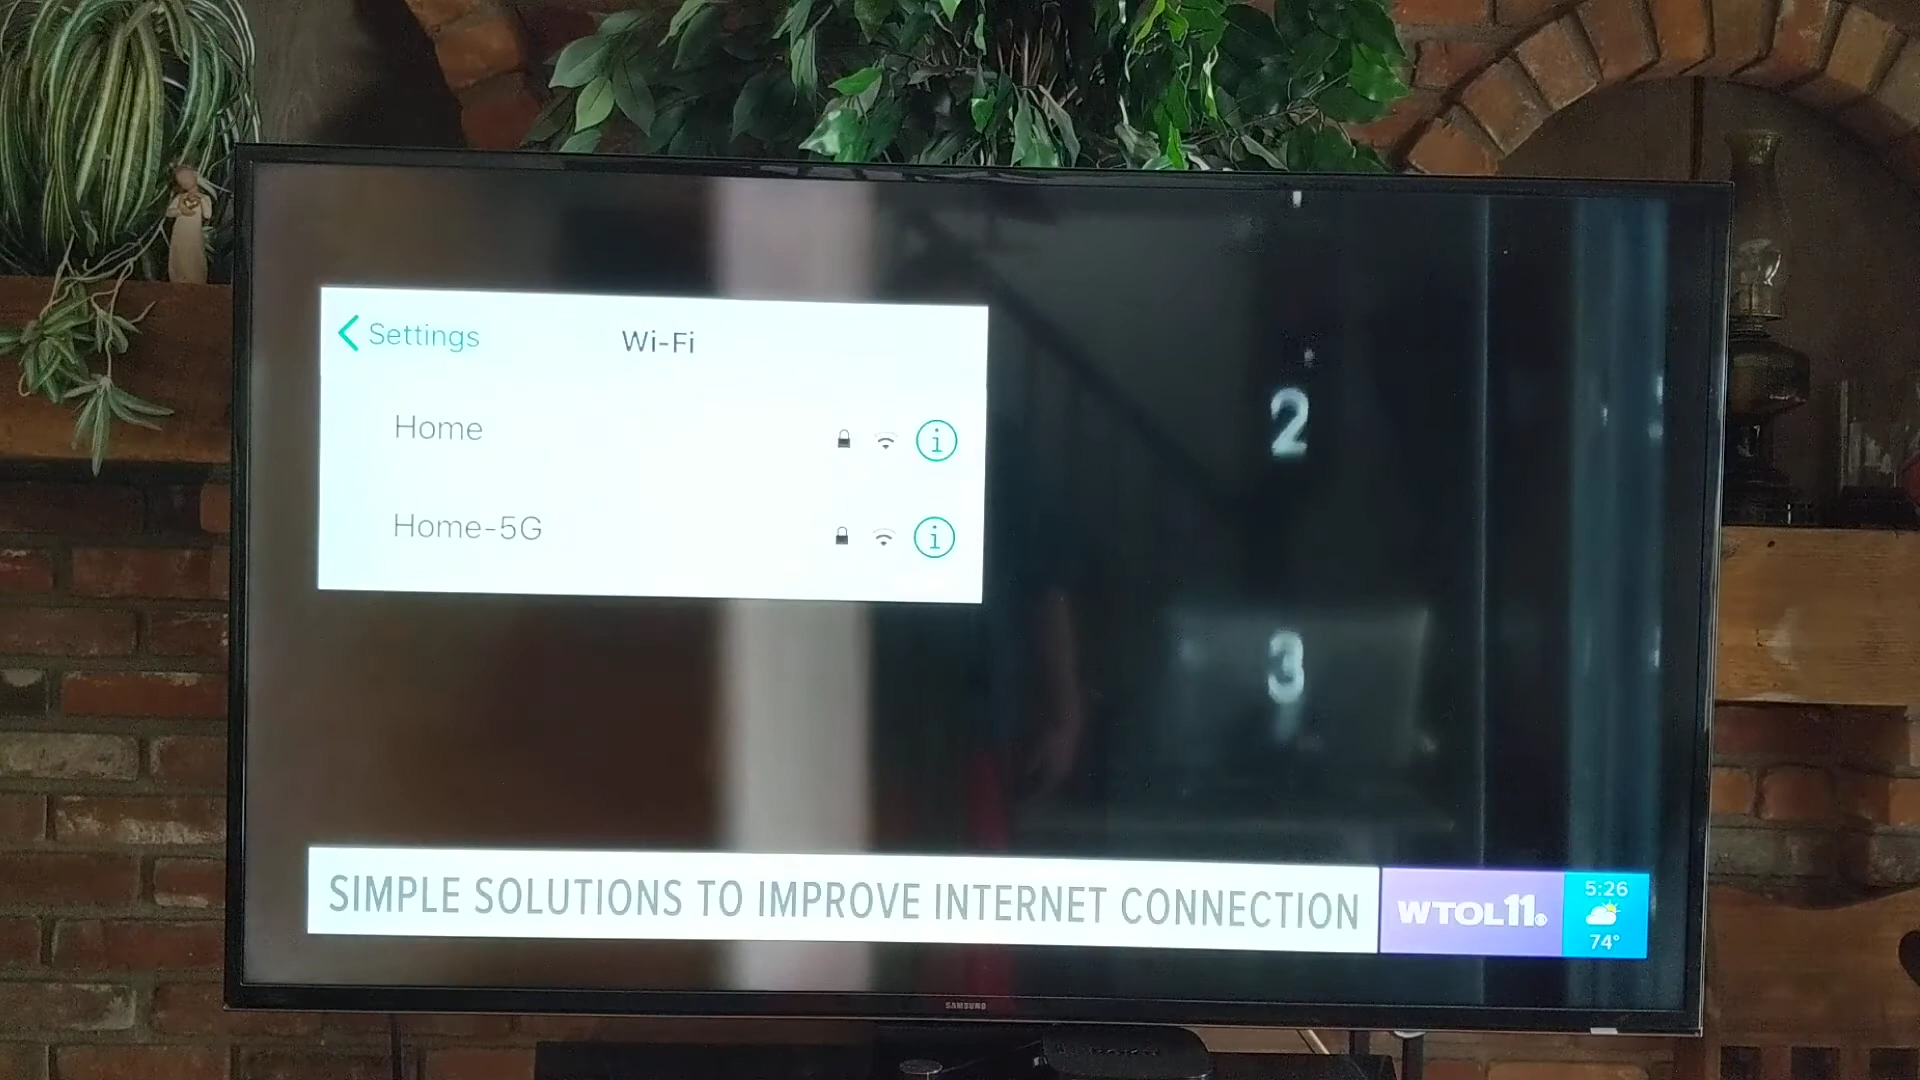 Settings
Wi-Fi
Home
Home-5G
2
3
SIMPLE SOLUTIONS TO IMPROVE INTERNET CONNECTION
WTOL11
5:26
74°
SAMSUNG